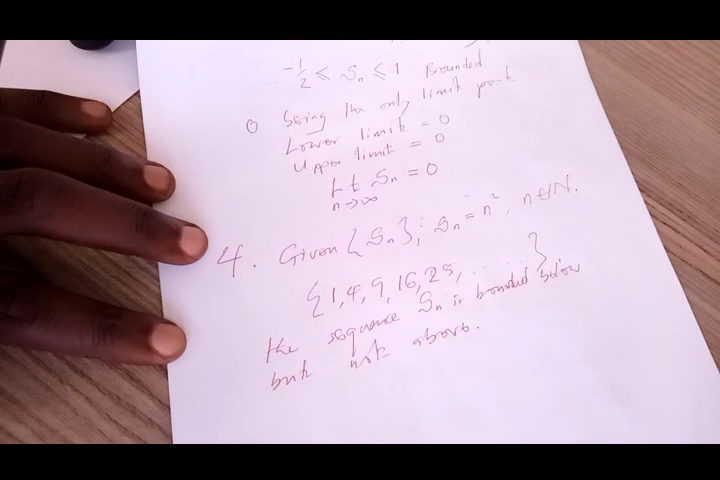 -1/2 ≤ Sn ≤ 1 Bounded
0 being the only limit point
Lower limit = 0
Upper limit = 0
Lt Sn = 0
n→∞
4. Given {Sn}; Sn = n², n∈N.
{1,4,9,16,25, ......}
the sequence Sn is bounded below
but not above.